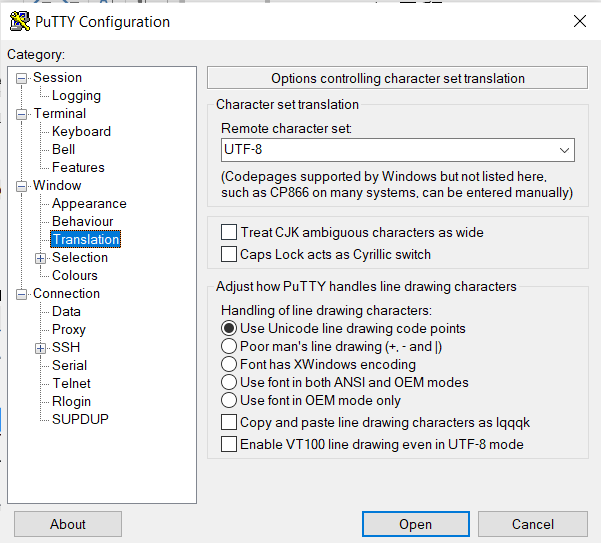 PuTTY Configuration
Category:
Session
Logging
Terminal
Keyboard
Bell
Features
Window
Appearance
Behaviour
Translation
Selection
Colours
Connection
Data
Proxy
SSH
Serial
Telnet
Rlogin
SUPDUP
Options controlling character set translation
Character set translation
Remote character set:
UTF-8
(Codepages supported by Windows but not listed here,
such as CP866 on many systems, can be entered manually)
Treat CJK ambiguous characters as wide
Caps Lock acts as Cyrillic switch
Adjust how PuTTY handles line drawing characters
Handling of line drawing characters:
Use Unicode line drawing code points
Poor man's line drawing (+, - and |)
Font has XWindows encoding
Use font in both ANSI and OEM modes
Use font in OEM mode only
Copy and paste line drawing characters as lqqqk
Enable VT100 line drawing even in UTF-8 mode
About
Open
Cancel